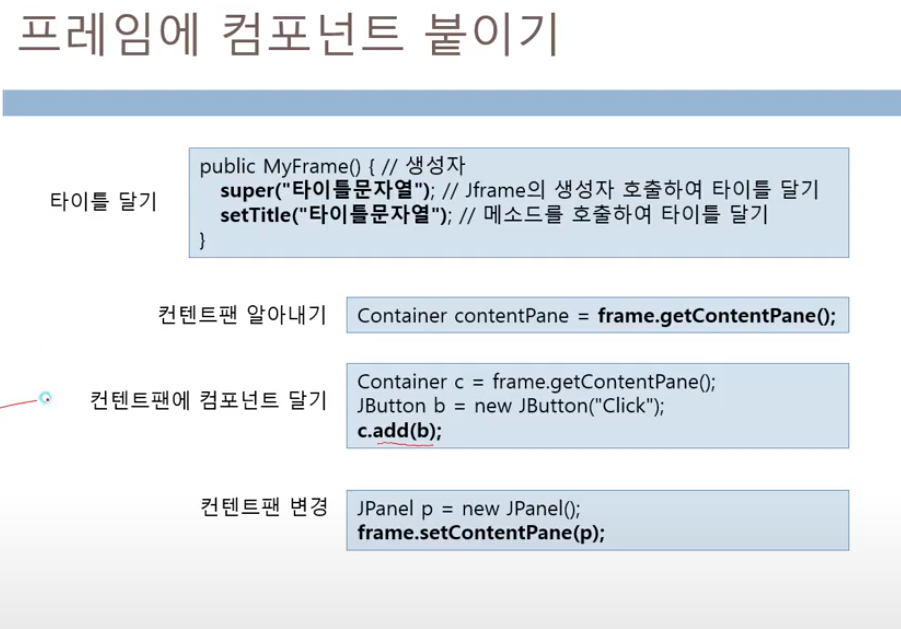 프레임에 컴포넌트 붙이기
타이틀 달기
public MyFrame() { // 생성자
super("타이틀문자열"); // Jframe의 생성자 호출하여 타이틀 달기
setTitle("타이틀문자열"); // 메소드를 호출하여 타이틀 달기
}
컨텐트팬 알아내기
Container contentPane = frame.getContentPane();
컨텐트팬에 컴포넌트 달기
Container c = frame.getContentPane();
JButton b = new JButton("Click");
c.add(b);
컨텐트팬 변경
JPanel p = new JPanel();
frame.setContentPane(p);